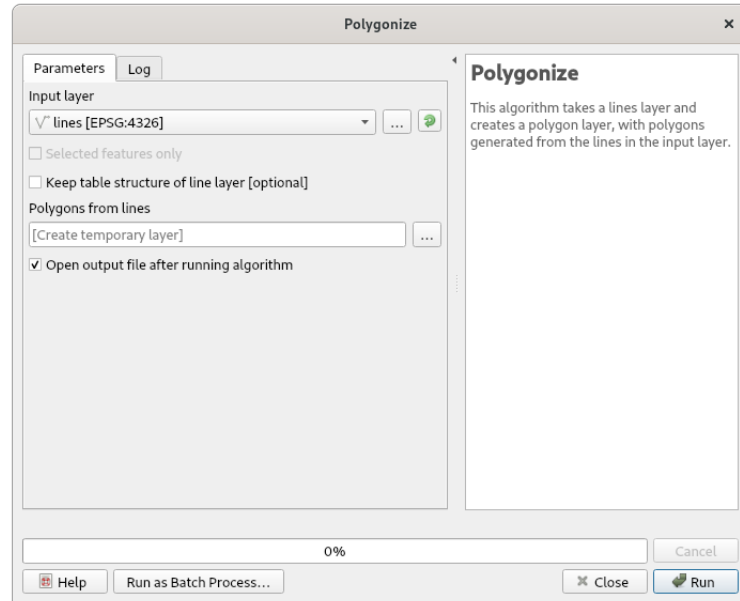 Polygonize
Parameters
Log
Input layer
lines [EPSG:4326]
...
Selected features only
Keep table structure of line layer [optional]
Polygons from lines
[Create temporary layer]
...
Open output file after running algorithm
Polygonize
This algorithm takes a lines layer and
creates a polygon layer, with polygons
generated from the lines in the input layer.
0%
Cancel
Help
Run as Batch Process...
Close
Run